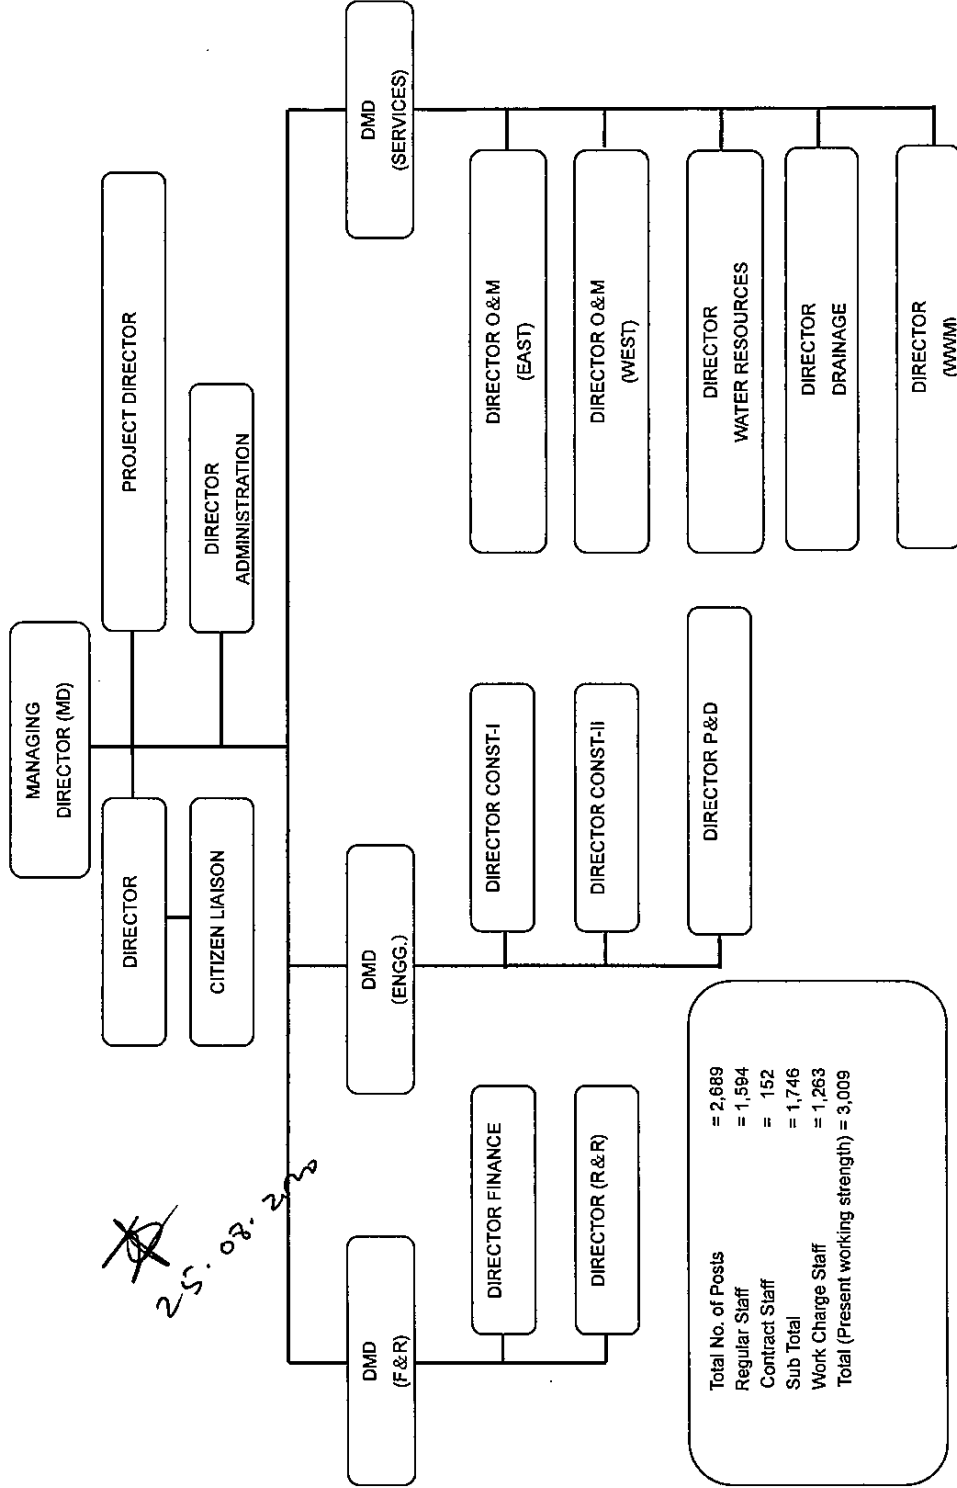 MANAGING
DIRECTOR (MD)
DIRECTOR
PROJECT DIRECTOR
CITIZEN LIAISON
DIRECTOR
ADMINISTRATION
25.08.
DMD
(F&R)
DMD
(ENGG.)
DMD
(SERVICES)
DIRECTOR FINANCE
DIRECTOR (R&R)
DIRECTOR CONST-I
DIRECTOR CONST-II
DIRECTOR P&D
DIRECTOR O&M
(EAST)
DIRECTOR O&M
(WEST)
DIRECTOR
WATER RESOURCES
DIRECTOR
DRAINAGE
DIRECTOR
(WWM)
Total No. of Posts = 2,689
Regular Staff = 1,594
Contract Staff = 152
Sub Total = 1,746
Work Charge Staff = 1,263
Total (Present working strength) = 3,009